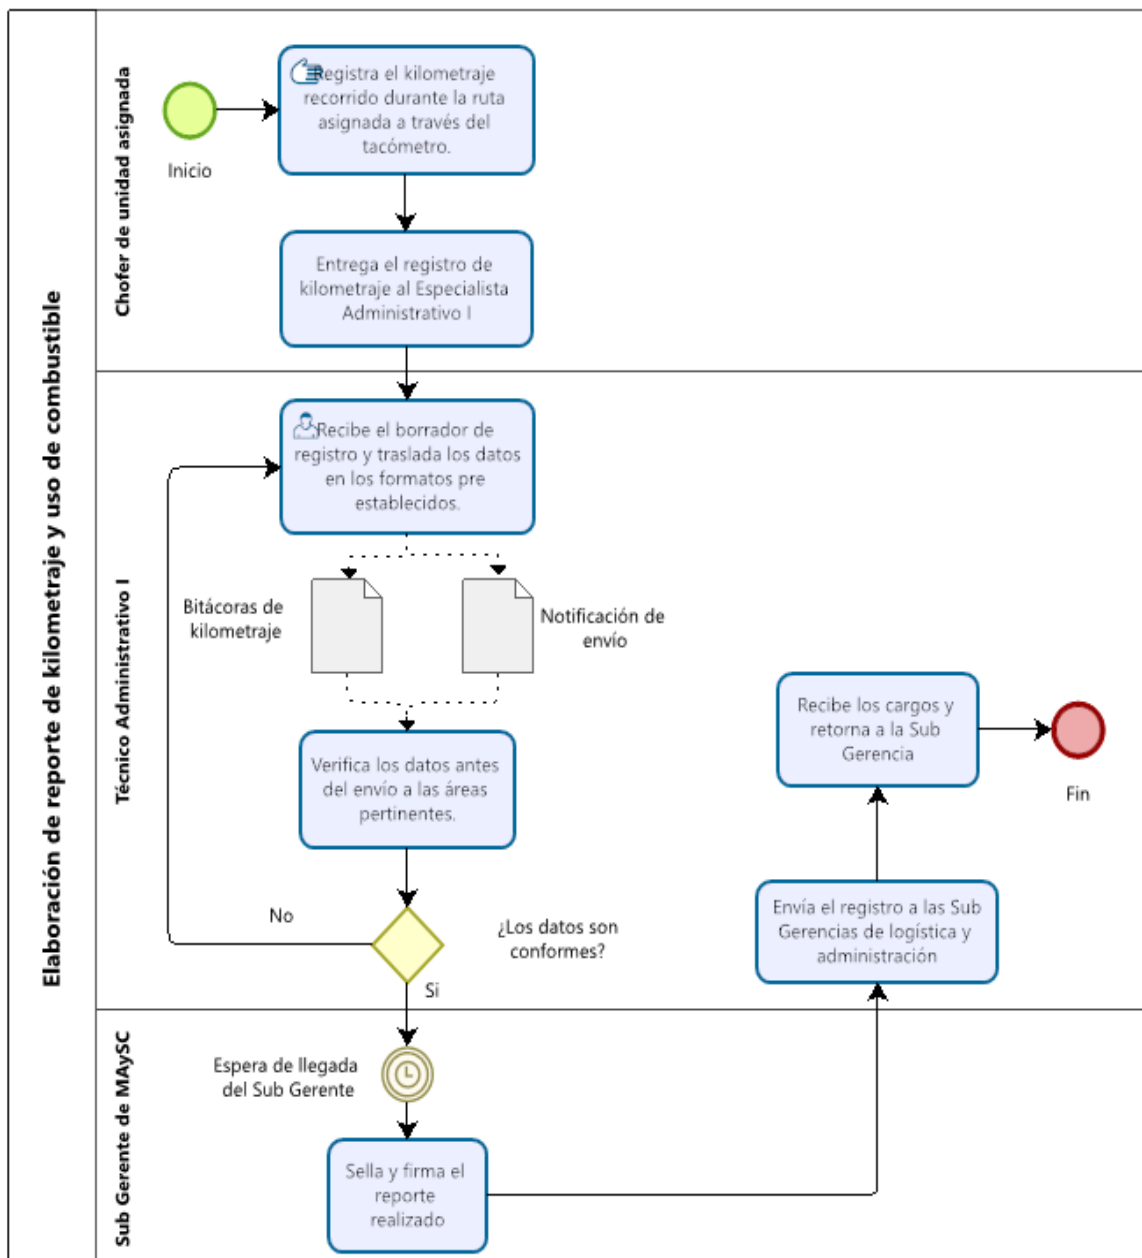 Elaboración de reporte de kilometraje y uso de combustible
Chofer de unidad asignada
Inicio
Registra el kilometraje
recorrido durante la ruta
asignada a través del
tacómetro.
Entrega el registro de
kilometraje al Especialista
Administrativo I
Técnico Administrativo I
Recibe el borrador de
registro y traslada los datos
en los formatos pre
establecidos.
Bitácoras de
kilometraje
Notificación de
envío
Verifica los datos antes
del envío a las áreas
pertinentes.
No
¿Los datos son
conformes?
Si
Recibe los cargos y
retorna a la Sub
Gerencia
Fin
Envía el registro a las Sub
Gerencias de logística y
administración
Sub Gerente de MAySC
Espera de llegada
del Sub Gerente
Sella y firma el
reporte
realizado